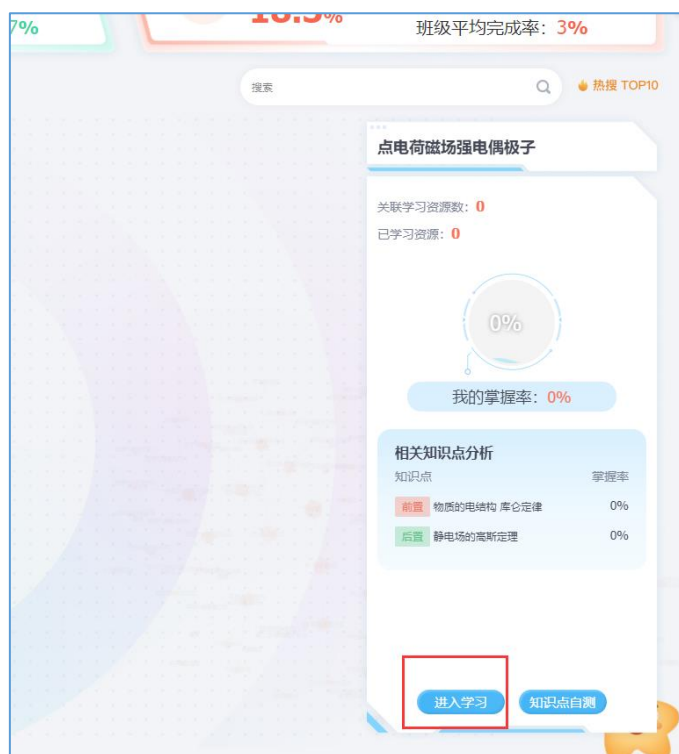 7%
18.5%
班级平均完成率：3%
搜索
热搜 TOP10
点电荷磁场强电偶极子
关联学习资源数：0
已学习资源：0
0%
我的掌握率：0%
相关知识点分析
知识点 掌握率
前置 物质的电结构 库仑定律 0%
后置 静电场的高斯定理 0%
进入学习 知识点自测